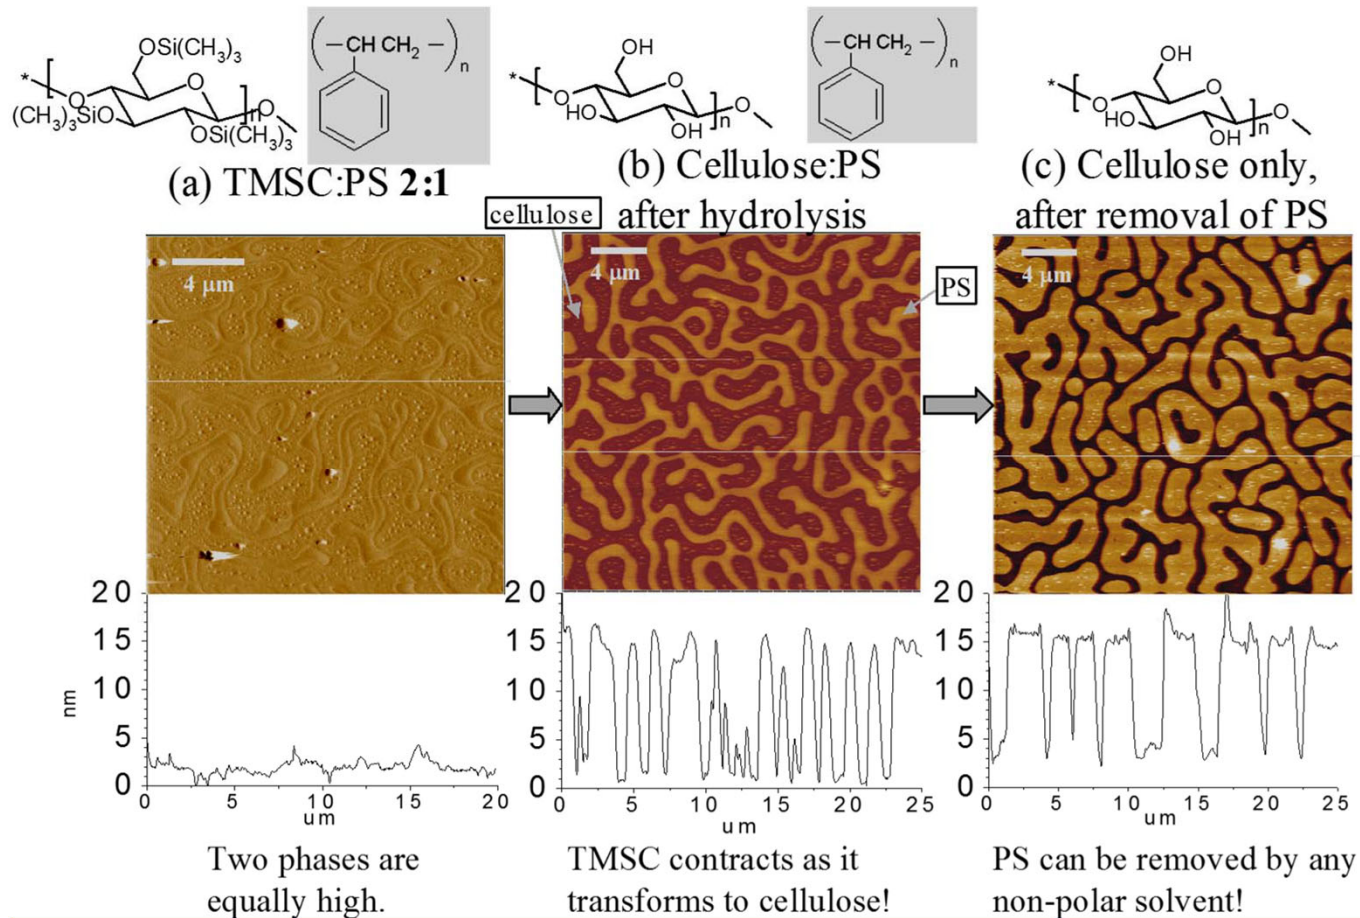 OSi(CH3)3
O
*
O
(CH3)3SiO
OSi(CH3)3
n
O
CH CH2
n
(a) TMSC:PS 2:1
OH
O
*
O
HO
OH
n
O
CH CH2
n
(b) Cellulose:PS
after hydrolysis
OH
O
*
O
HO
OH
n
O
(c) Cellulose only,
after removal of PS
cellulose
PS
4 μm
4 μm
4 μm
20
15
10
5
0
nm
0 5 10 15 20
um
20
15
10
5
0
0 5 10 15 20 25
um
20
15
10
5
0
0 5 10 15 20 25
um
Two phases are
equally high.
TMSC contracts as it
transforms to cellulose!
PS can be removed by any
non-polar solvent!